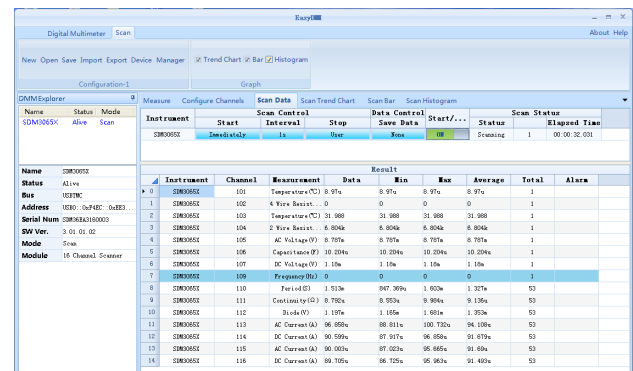 Digital Multimeter Scan About Help
New Open Save Import Export Device Manager Trend Chart Bar Histogram
Configuration-1 Graph
DMMExplorer
Name Status Mode
SDM3065X Alive Scan
Measure Configure Channels Scan Data Scan Trend Chart Scan Bar Scan Histogram
Instrument Scan Control Data Control Start/... Scan Status
Start Interval Stop Save Data Status Elapsed Time
SDM3065X Immediately 1s User None ON Scanning 1 00:00:32.031
Name SDM3065X
Status Alive
Bus USBTMC
Address USB0::0xF4EC::0xEE3...
Serial Num SDM36EA3160003
SW Ver. 3.01.01.02
Mode Scan
Module 16 Channel Scanner
Result
Instrument Channel Measurement Data Min Max Average Total Alarm
0 SDM3065X 101 Temperature(℃) 8.97u 8.97u 8.97u 8.97u 1
1 SDM3065X 102 4 Wire Resist... 0 0 0 0 1
2 SDM3065X 103 Temperature(℃) 31.988 31.988 31.988 31.988 1
3 SDM3065X 104 2 Wire Resist... 6.804k 6.804k 6.804k 6.804k 1
4 SDM3065X 105 AC Voltage(V) 8.787m 8.787m 8.787m 8.787m 1
5 SDM3065X 106 Capacitance(F) 10.204u 10.204u 10.204u 10.204u 1
6 SDM3065X 107 DC Voltage(V) 1.18m 1.18m 1.18m 1.18m 1
7 SDM3065X 109 Frequency(Hz) 0 0 0 0 1
8 SDM3065X 110 Period(S) 1.513m 847.369u 1.603m 1.327m 53
9 SDM3065X 111 Continuity(Ω) 8.792u 8.553u 9.984u 9.136u 53
10 SDM3065X 112 Diode(V) 1.197m 1.165m 1.681m 1.353m 53
11 SDM3065X 113 AC Current(A) 96.858u 88.811u 100.732u 94.108u 53
12 SDM3065X 114 DC Current(A) 90.599u 87.917u 96.858u 91.679u 53
13 SDM3065X 115 AC Current(A) 90.003u 87.023u 95.665u 91.69u 53
14 SDM3065X 116 DC Current(A) 89.705u 86.725u 95.963u 91.493u 53